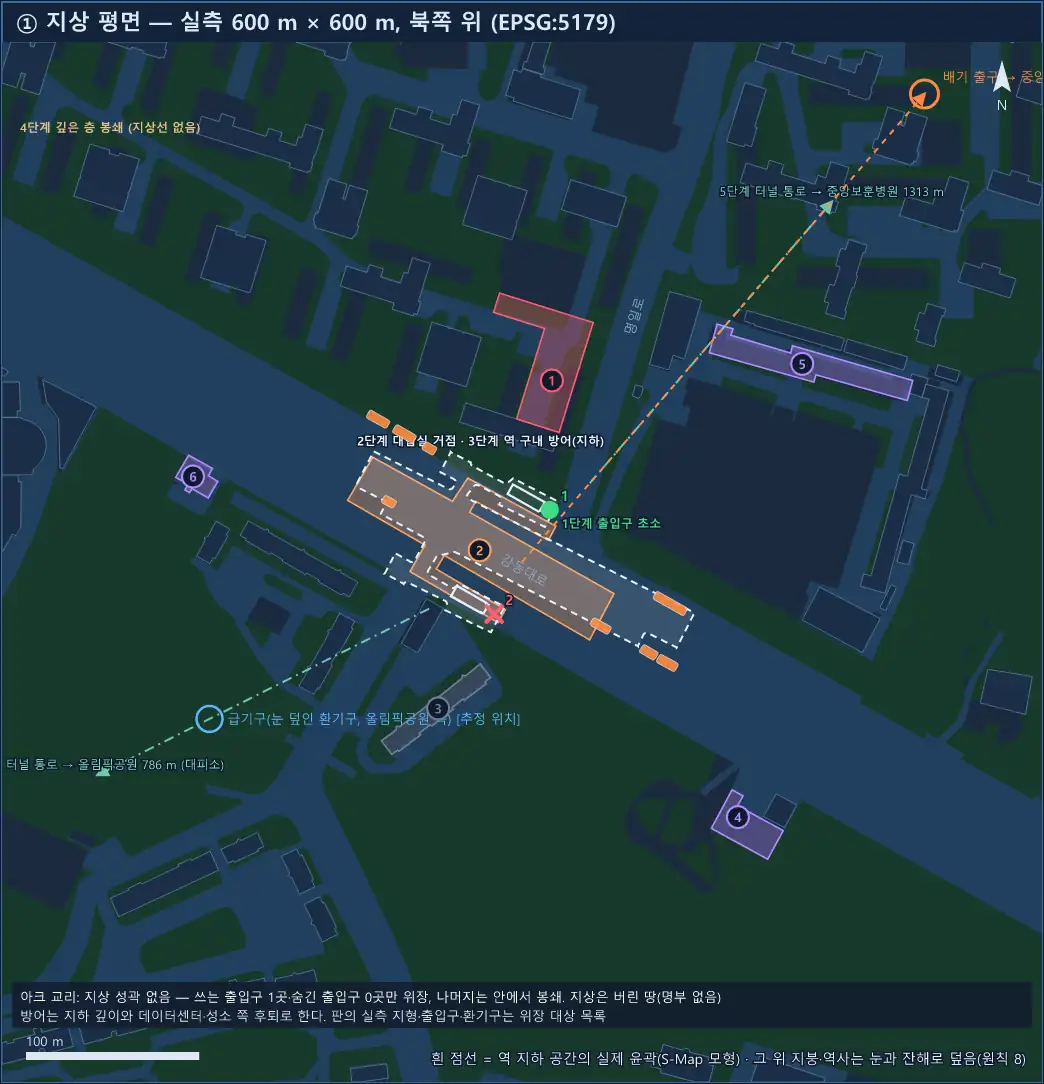 ① 지상 평면 — 실측 600 m × 600 m, 북쪽 위 (EPSG:5179)
배기 출구 → 중앙
N
4단계 깊은 층 봉쇄 (지상선 없음)
5단계 터널 통로 → 중앙보훈병원 1313 m
명일로
5
1
2단계 대합실 거점 · 3단계 역 구내 방어(지하)
6
1
1단계 출입구 초소
2
강동대로
2
3
급기구(눈 덮인 환기구, 올림픽공원 쪽) [추정 위치]
터널 통로 → 올림픽공원 786 m (대피소)
4
아크 교리: 지상 성곽 없음 — 쓰는 출입구 1곳·숨긴 출입구 0곳만 위장, 나머지는 안에서 봉쇄. 지상은 버린 땅(명부 없음)
방어는 지하 깊이와 데이터센터·성소 쪽 후퇴로 한다. 판의 실측 지형·출입구·환기구는 위장 대상 목록
100 m
흰 점선 = 역 지하 공간의 실제 윤곽(S-Map 모형) · 그 위 지붕·역사는 눈과 잔해로 덮음(원칙 8)